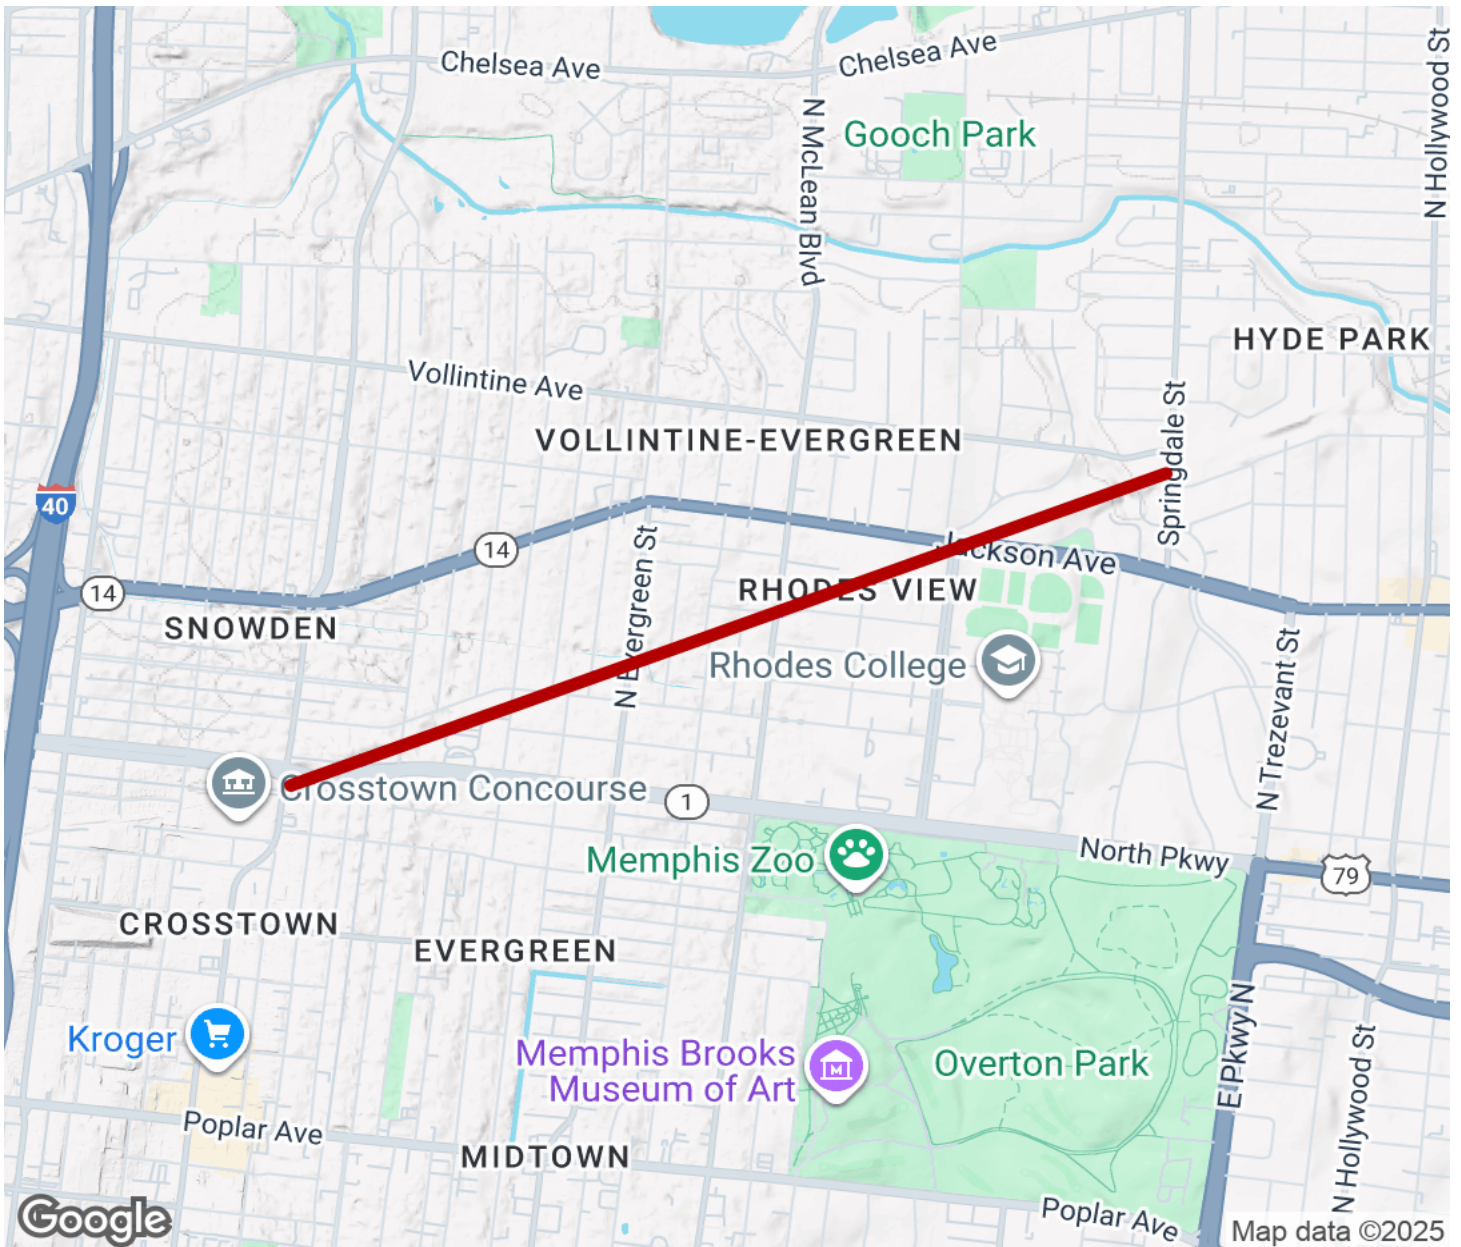 Chelsea Ave
Chelsea Ave
N Hollywood St
N McLean Blvd
Gooch Park
HYDE PARK
Vollintine Ave
Springdale St
VOLLINTINE-EVERGREEN
40
14
14
Jackson Ave
N Evergreen St
RHODES VIEW
SNOWDEN
Rhodes College
N Trezevant St
Crosstown Concourse
1
Memphis Zoo
North Pkwy
79
CROSSTOWN
EVERGREEN
Kroger
Memphis Brooks
Museum of Art
Overton Park
E Pkwy N
N Hollywood St
Poplar Ave
MIDTOWN
Poplar Ave
Google
Map data ©2025